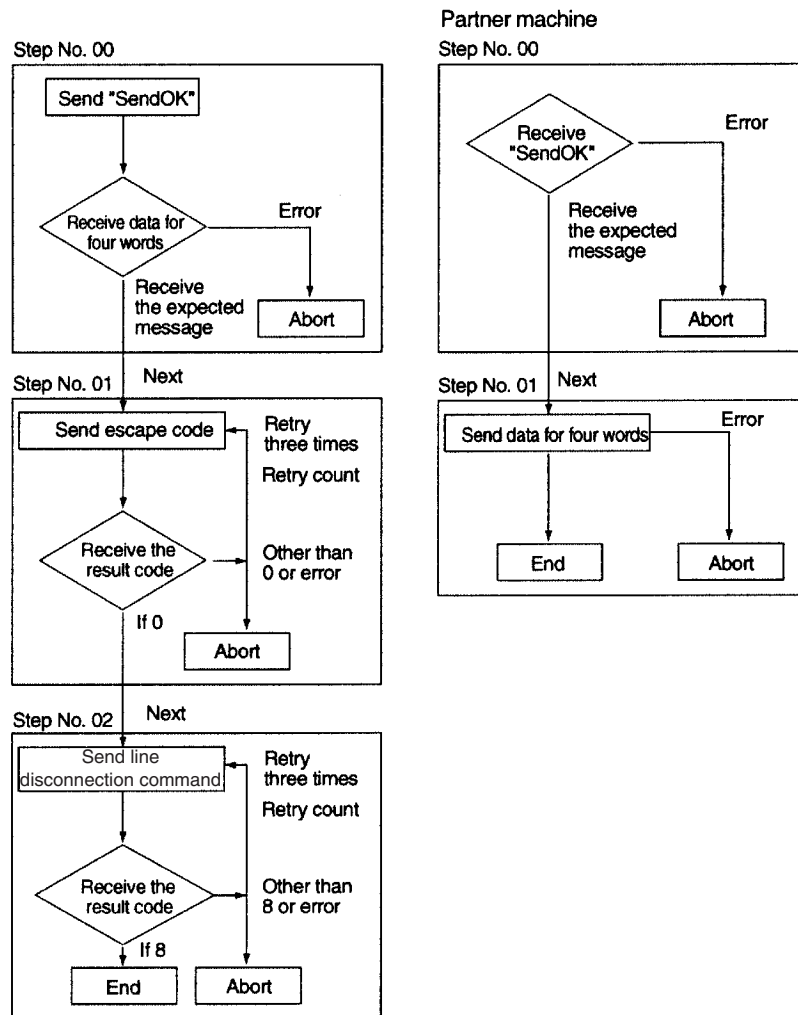 Step No. 00
Send "SendOK"
Receive data for
four words
Error
Receive
the expected
message
Abort
Next
Step No. 01
Send escape code
Retry
three times
Retry count
Receive the
result code
Other than
0 or error
If 0
Abort
Next
Step No. 02
Send line
disconnection command
Retry
three times
Retry count
Receive the
result code
Other than
8 or error
If 8
End
Abort
Partner machine
Step No. 00
Receive
"SendOK"
Error
Receive
the expected
message
Abort
Next
Step No. 01
Send data for four words
Error
End
Abort